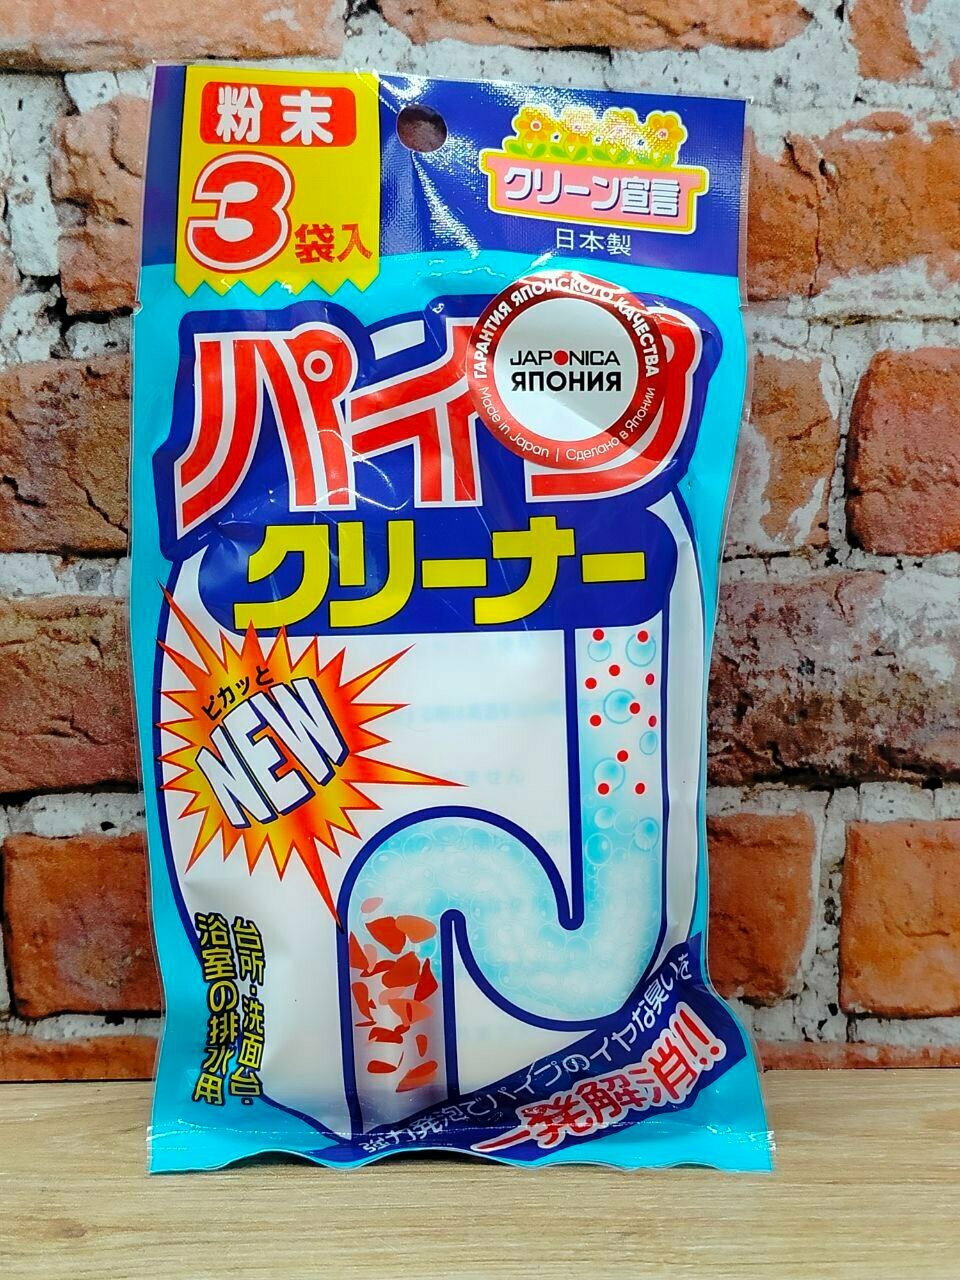 粉末
3袋入
クリーン宣言
日本製
ГАРАНТИЯ ЯПОНСКОГО КАЧЕСТВА
JAPONICA
ЯПОНИЯ
Made in Japan | Сделано в Японии
パイプ
クリーナー
ピカッと
NEW
台所・洗面台・
浴室の排水用
強力発泡でパイプのイヤな臭いを
一発解消!!